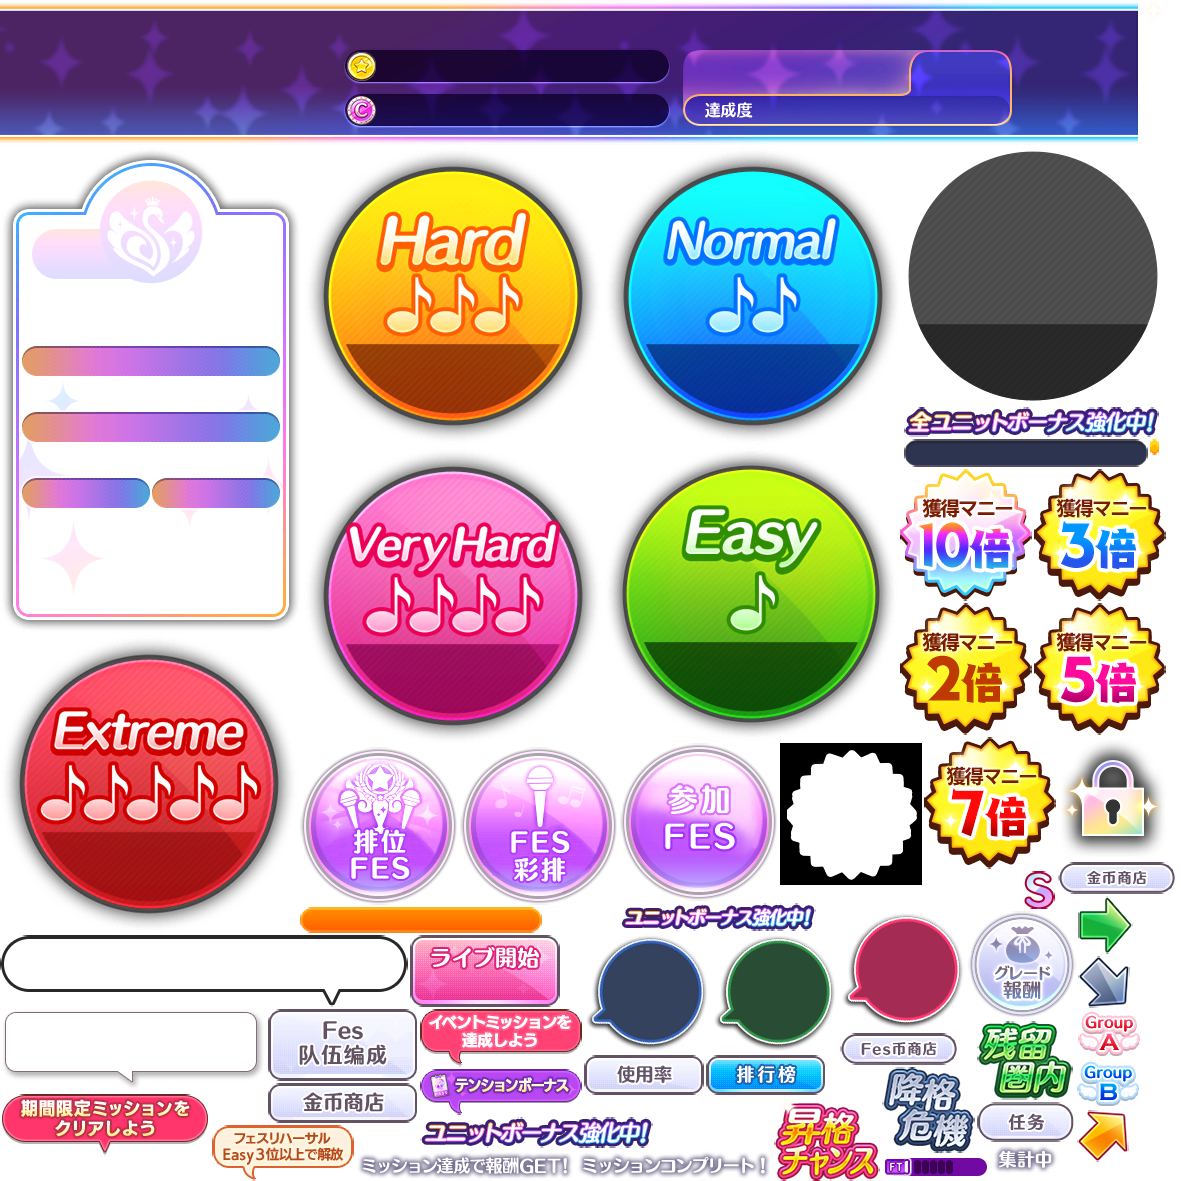 達成度
Hard
Normal
全ユニットボーナス強化中!
獲得マニー
10倍
獲得マニー
3倍
Very Hard
Easy
獲得マニー
2倍
獲得マニー
5倍
Extreme
排位
FES
FES
彩排
参加
FES
獲得マニー
7倍
S
金币商店
ユニットボーナス強化中!
ライブ開始
グレード
報酬
Fes
队伍编成
イベントミッションを
達成しよう
Group
A
残留
圏内
Fes币商店
使用率
排行榜
テンションボーナス
Group
B
金币商店
期間限定ミッションを
クリアしよう
降格
危機
任务
フェスリハーサル
Easy3位以上で解放
ユニットボーナス強化中!
昇格
チャンス
ミッション達成で報酬GET!
ミッションコンプリート!
FT
集計中